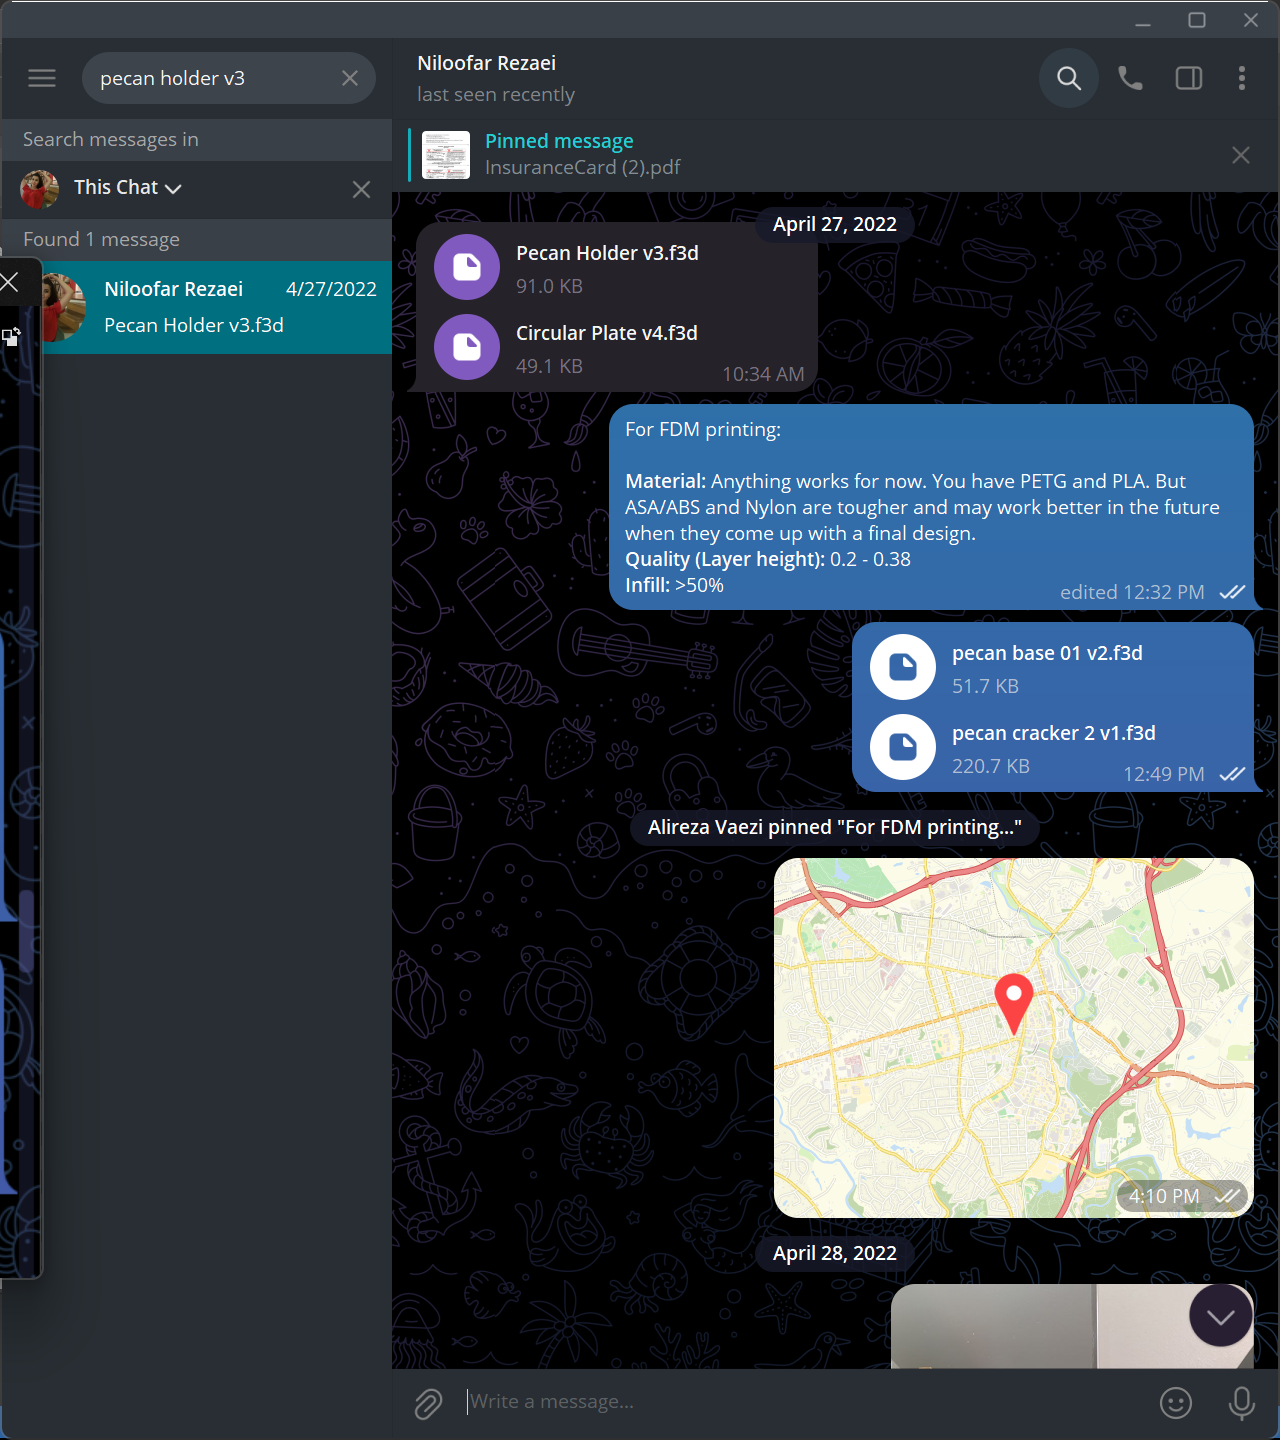 pecan holder v3
Search messages in
This Chat
Found 1 message
Niloofar Rezaei 4/27/2022
Pecan Holder v3.f3d
Niloofar Rezaei
last seen recently
Pinned message
InsuranceCard (2).pdf
April 27, 2022
Pecan Holder v3.f3d
91.0 KB
Circular Plate v4.f3d
49.1 KB
10:34 AM
For FDM printing:
Material: Anything works for now. You have PETG and PLA. But
ASA/ABS and Nylon are tougher and may work better in the future
when they come up with a final design.
Quality (Layer height): 0.2 - 0.38
Infill: >50%
edited 12:32 PM
pecan base 01 v2.f3d
51.7 KB
pecan cracker 2 v1.f3d
220.7 KB
12:49 PM
Alireza Vaezi pinned "For FDM printing..."
4:10 PM
April 28, 2022
Write a message...